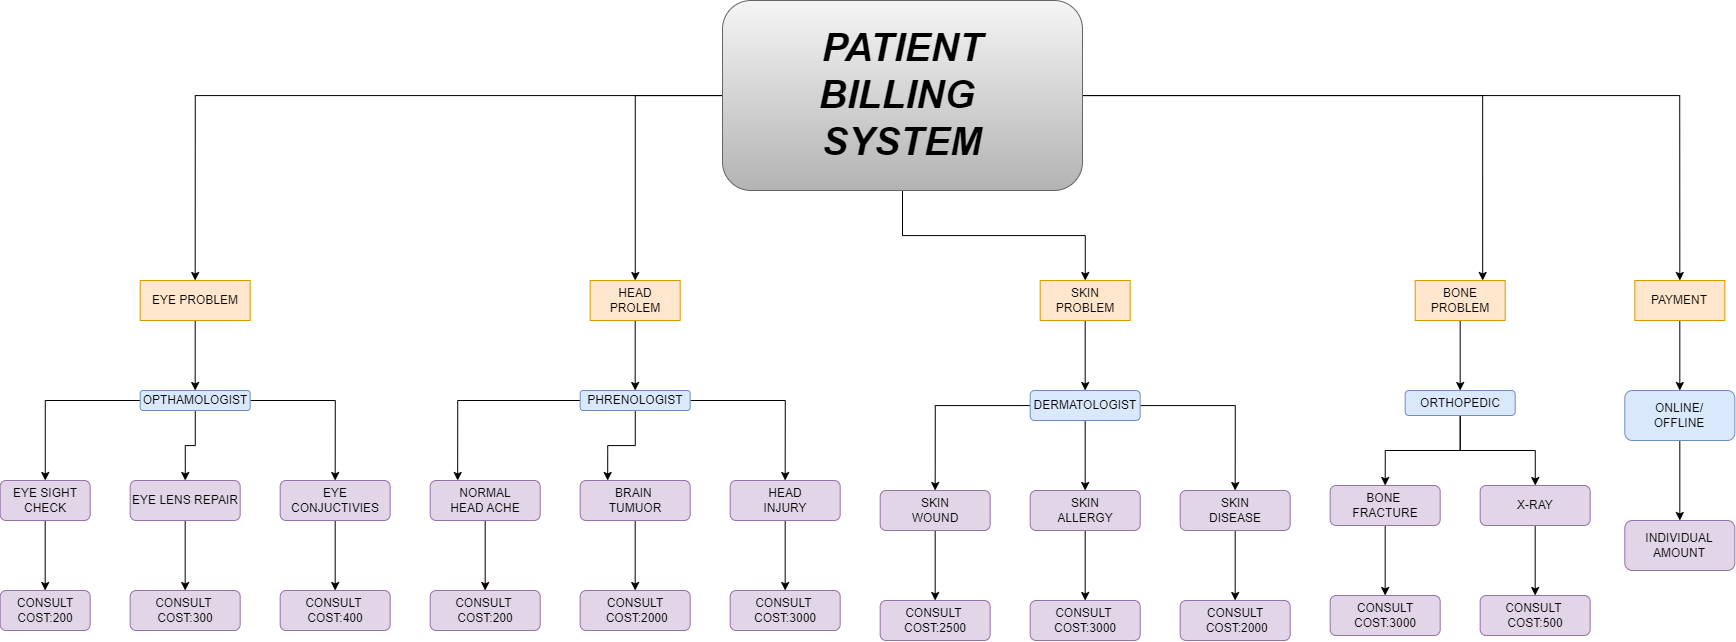 PATIENT
BILLING
SYSTEM
EYE PROBLEM
HEAD
PROLEM
SKIN
PROBLEM
BONE
PROBLEM
PAYMENT
OPTHAMOLOGIST
PHRENOLOGIST
DERMATOLOGIST
ORTHOPEDIC
ONLINE/
OFFLINE
EYE SIGHT
CHECK
EYE LENS REPAIR
EYE
CONJUCTIVIES
NORMAL
HEAD ACHE
BRAIN
TUMUOR
HEAD
INJURY
SKIN
WOUND
SKIN
ALLERGY
SKIN
DISEASE
BONE
FRACTURE
X-RAY
INDIVIDUAL
AMOUNT
CONSULT
COST:200
CONSULT
COST:300
CONSULT
COST:400
CONSULT
COST:200
CONSULT
COST:2000
CONSULT
COST:3000
CONSULT
COST:2500
CONSULT
COST:3000
CONSULT
COST:2000
CONSULT
COST:3000
CONSULT
COST:500